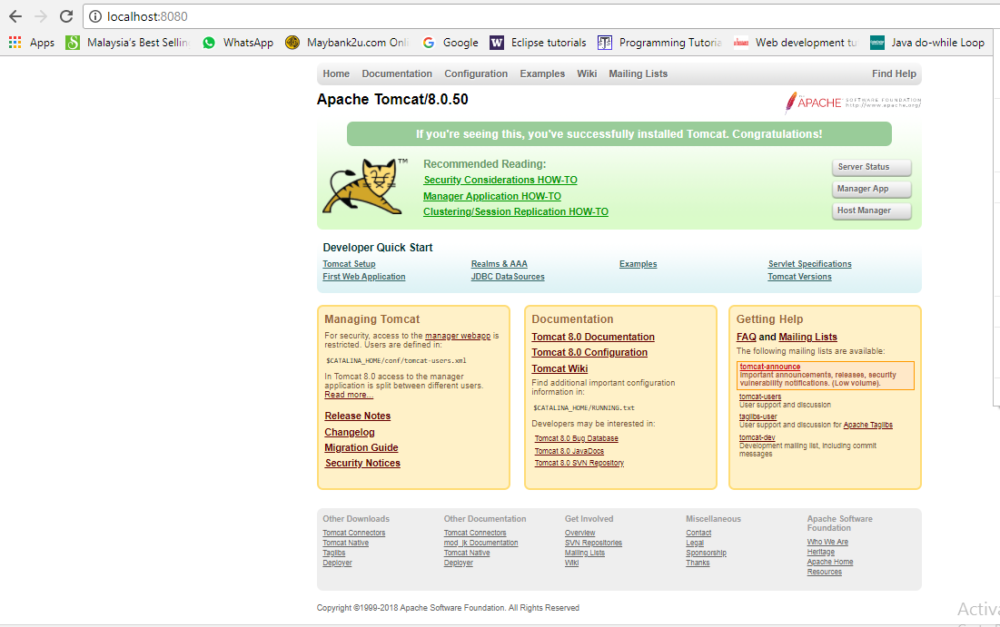 localhost:8080
Apps Malaysia's Best Sellin WhatsApp Maybank2u.com Onl Google Eclipse tutorials Programming Tutoria Web development tu Java do-while Loop
Home Documentation Configuration Examples Wiki Mailing Lists Find Help
Apache Tomcat/8.0.50
APACHE SOFTWARE FOUNDATION
http://www.apache.org/
If you're seeing this, you've successfully installed Tomcat. Congratulations!
TM
Recommended Reading:
Security Considerations HOW-TO
Manager Application HOW-TO
Clustering/Session Replication HOW-TO
Server Status
Manager App
Host Manager
Developer Quick Start
Tomcat Setup Realms & AAA Examples Servlet Specifications
First Web Application JDBC DataSources Tomcat Versions
Managing Tomcat
For security, access to the manager webapp is
restricted. Users are defined in:
$CATALINA_HOME/conf/tomcat-users.xml
In Tomcat 8.0 access to the manager
application is split between different users.
Read more...
Release Notes
Changelog
Migration Guide
Security Notices
Documentation
Tomcat 8.0 Documentation
Tomcat 8.0 Configuration
Tomcat Wiki
Find additional important configuration
information in:
$CATALINA_HOME/RUNNING.txt
Developers may be interested in:
Tomcat 8.0 Bug Database
Tomcat 8.0 JavaDocs
Tomcat 8.0 SVN Repository
Getting Help
FAQ and Mailing Lists
The following mailing lists are available:
tomcat-announce
Important announcements, releases, security
vulnerability notifications. (Low volume).
tomcat-users
User support and discussion
taglibs-user
User support and discussion for Apache Taglibs
tomcat-dev
Development mailing list, including commit
messages
Other Downloads
Tomcat Connectors
Tomcat Native
Taglibs
Deployer
Other Documentation
Tomcat Connectors
mod_jk Documentation
Tomcat Native
Deployer
Get Involved
Overview
SVN Repositories
Mailing Lists
Wiki
Miscellaneous
Contact
Legal
Sponsorship
Thanks
Apache Software
Foundation
Who We Are
Heritage
Apache Home
Resources
Copyright ©1999-2018 Apache Software Foundation. All Rights Reserved
Activa